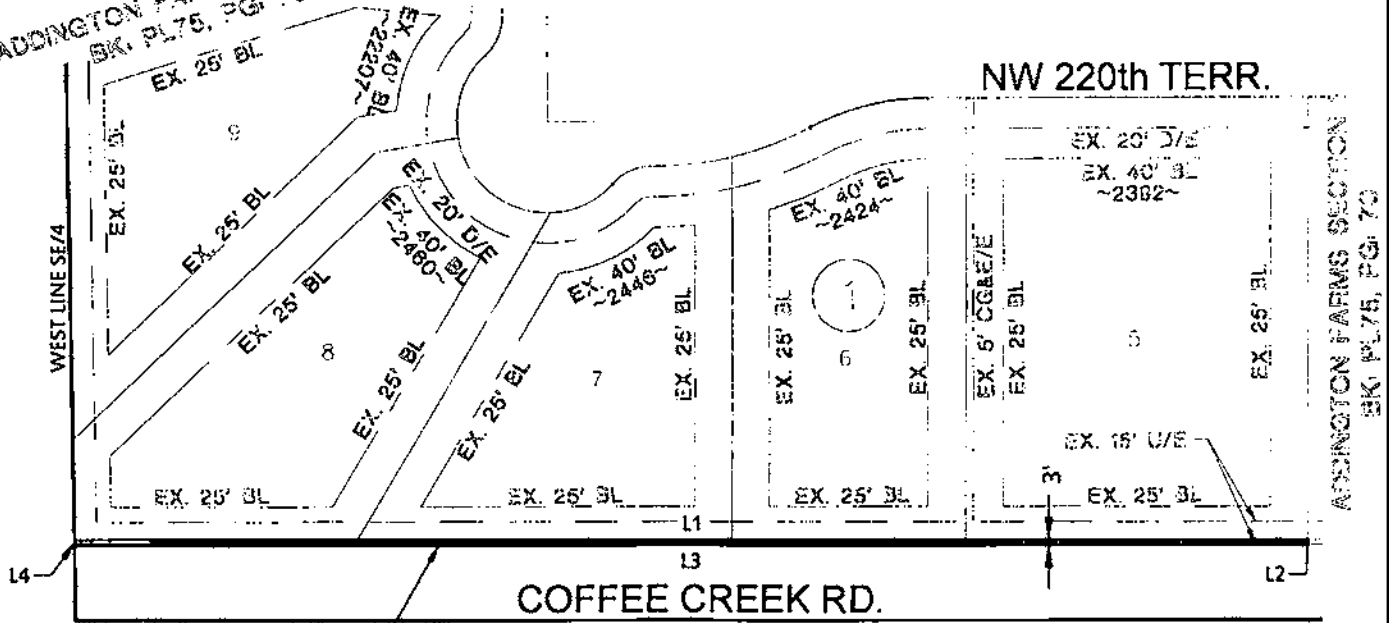 ADDINGTON
BK: PL75, PG:
EX. 25' BL
EX. 40' BL
~22207~
NW 220th TERR.
9
EX. 25' BL
EX. 25' BL
WEST LINE SE/4
EX. 20' D/E
EX. 40' BL
~2460~
EX. 25' BL
8
EX. 25' BL
EX. 25' BL
EX. 40' BL
~2446~
EX. 25' BL
7
EX. 25' BL
EX. 25' BL
EX. 40' BL
~2424~
1
EX. 25' BL
6
EX. 25' BL
EX. 25' BL
EX. 5' CG&E/E
EX. 20' D/E
EX. 40' BL
~2382~
EX. 25' BL
5
EX. 25' BL
EX. 15' U/E
EX. 25' BL
3'
ADDINGTON FARMS SECTION
BK: PL75, PG: 70
L1
L3
L4
L2
COFFEE CREEK RD.